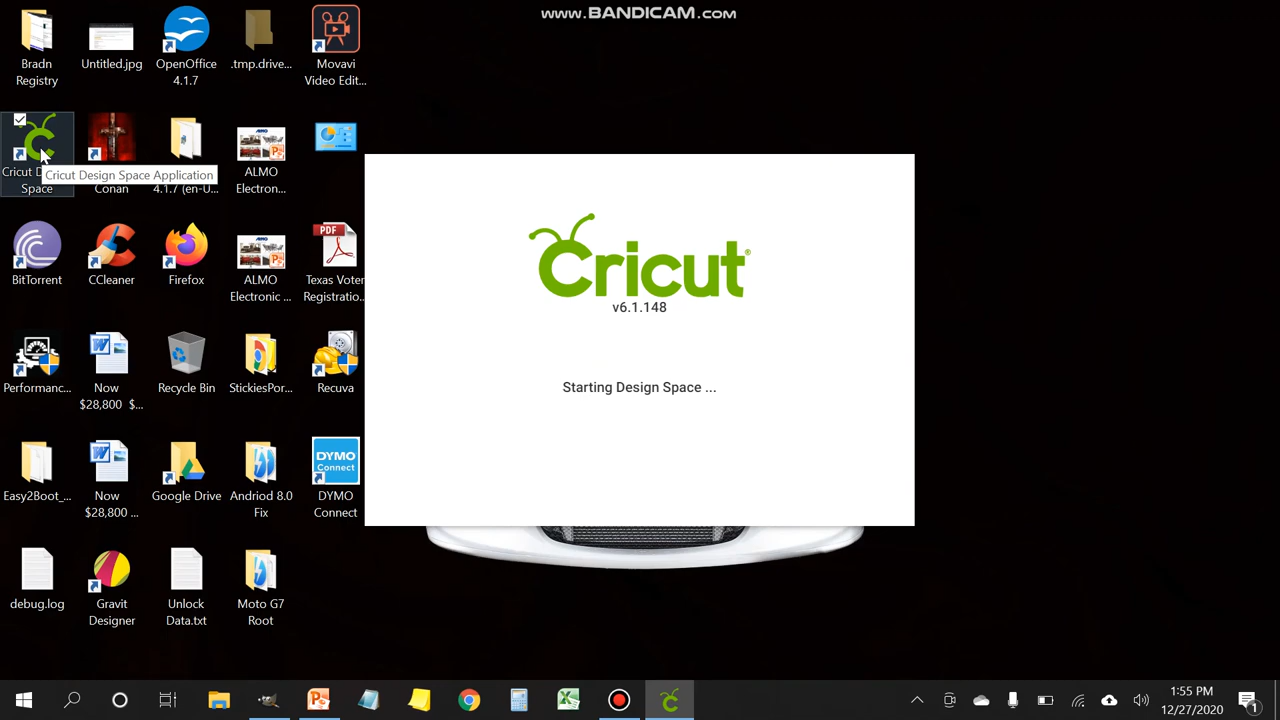 www.BANDICAM.com
Bradn
Registry
Untitled.jpg
OpenOffice
4.1.7
.tmp.drive...
Movavi
Video Edit...
Cricut D
Space
Cricut Design Space Application
Conan
4.1.7 (en-U...
ALMO
Electron...
BitTorrent
CCleaner
Firefox
ALMO
Electronic ...
PDF
Texas Voter
Registratio...
Cricut®
v6.1.148
Starting Design Space ...
Performanc...
Now
$28,800 $...
Recycle Bin
StickiesPor...
Recuva
Easy2Boot_...
Now
$28,800 ...
Google Drive
Andriod 8.0
Fix
DYMO
Connect
DYMO
Connect
debug.log
Gravit
Designer
Unlock
Data.txt
Moto G7
Root
1:55 PM
12/27/2020
1